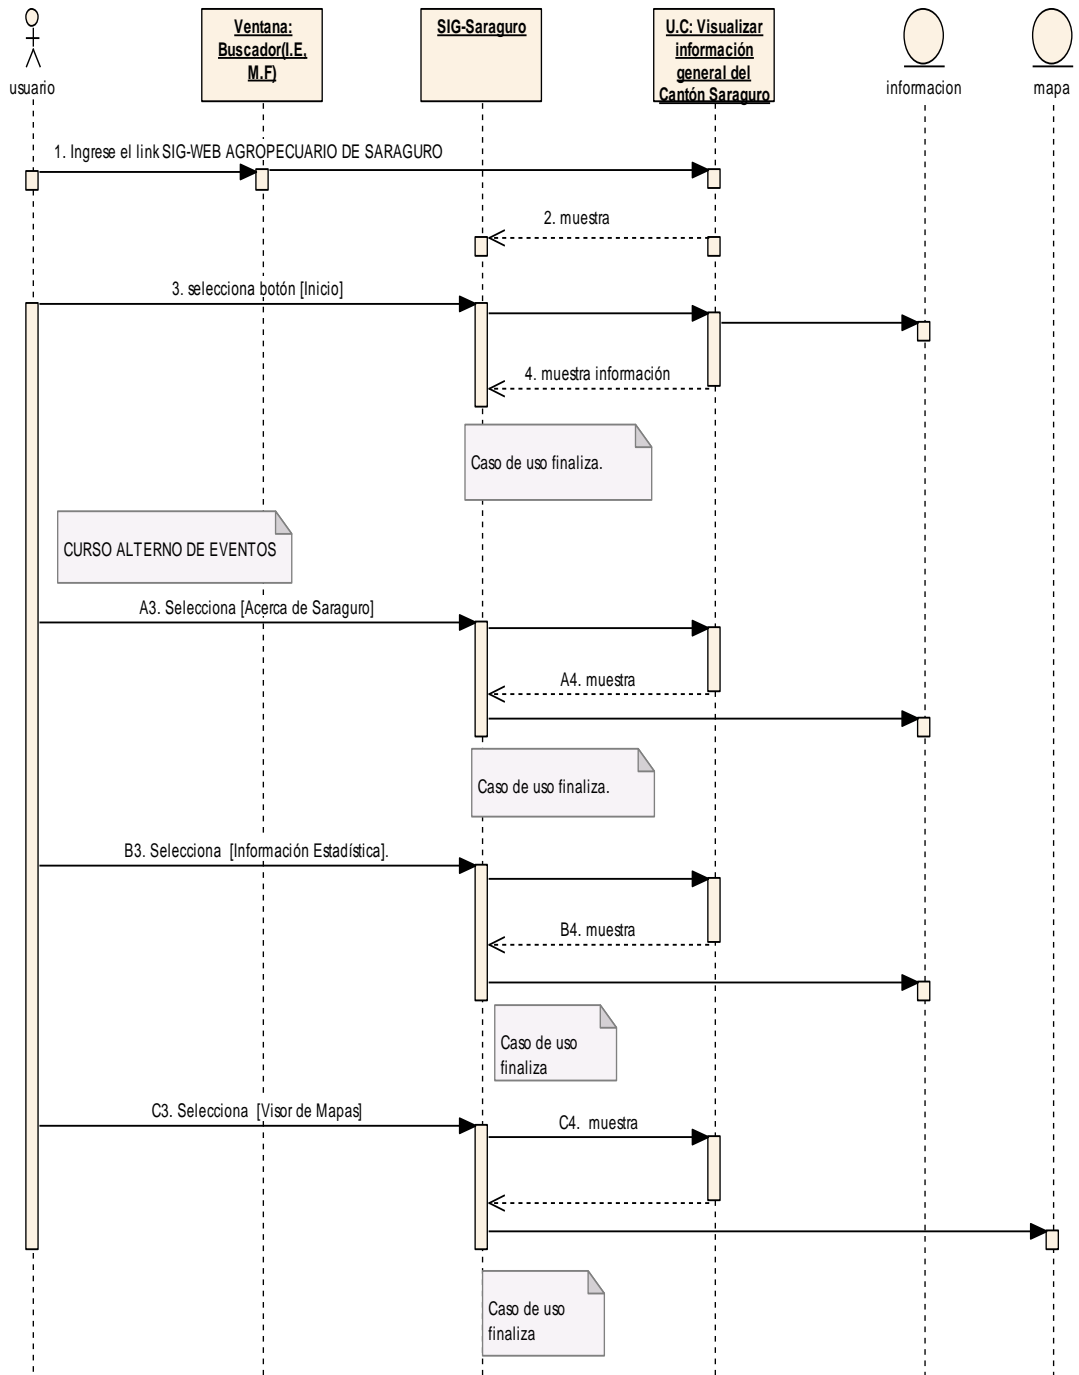 usuario
Ventana:
Buscador(I.E,
M.F)
SIG-Saraguro
U.C: Visualizar
información
general del
Cantón Saraguro
informacion
mapa
1. Ingrese el link SIG-WEB AGROPECUARIO DE SARAGURO
2. muestra
3. selecciona botón [Inicio]
4. muestra información
Caso de uso finaliza.
CURSO ALTERNO DE EVENTOS
A3. Selecciona [Acerca de Saraguro]
A4. muestra
Caso de uso finaliza.
B3. Selecciona [Información Estadística].
B4. muestra
Caso de uso
finaliza
C3. Selecciona [Visor de Mapas]
C4. muestra
Caso de uso
finaliza